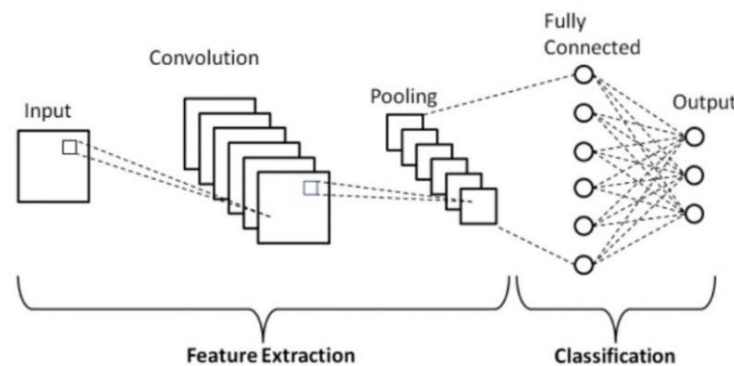 Input
Convolution
Pooling
Fully
Connected
Output
Feature Extraction
Classification